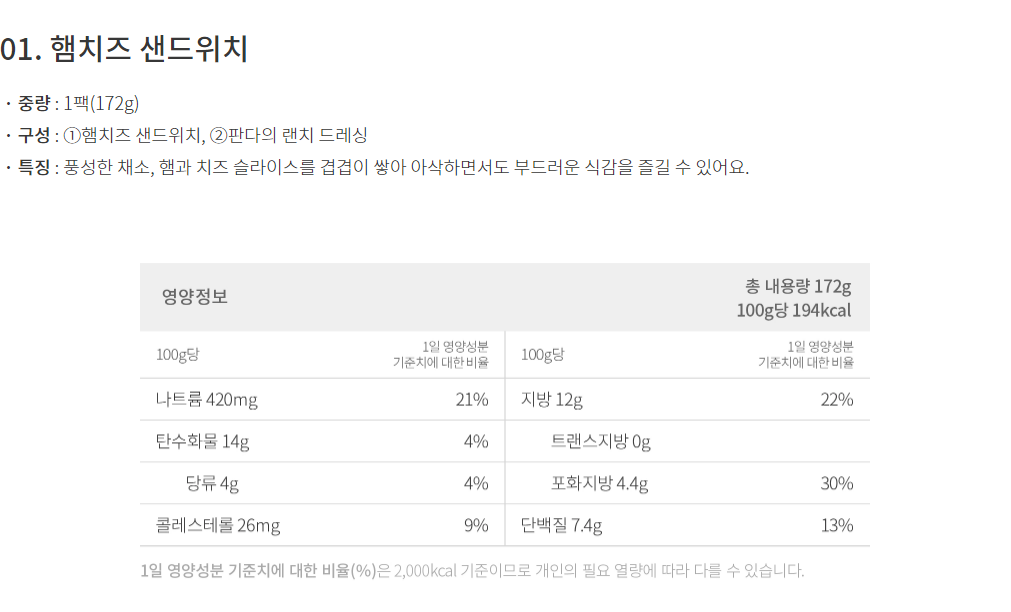 01. 햄치즈 샌드위치
· 중량 : 1팩(172g)
· 구성 : ①햄치즈 샌드위치, ②판다의 랜치 드레싱
· 특징 : 풍성한 채소, 햄과 치즈 슬라이스를 겹겹이 쌓아 아삭하면서도 부드러운 식감을 즐길 수 있어요.
영양정보
총 내용량 172g
100g당 194kcal
100g당
1일 영양성분
기준치에 대한 비율
100g당
1일 영양성분
기준치에 대한 비율
나트륨 420mg 21% 지방 12g 22%
탄수화물 14g 4% 트랜스지방 0g
당류 4g 4% 포화지방 4.4g 30%
콜레스테롤 26mg 9% 단백질 7.4g 13%
1일 영양성분 기준치에 대한 비율(%)은 2,000kcal 기준이므로 개인의 필요 열량에 따라 다를 수 있습니다.